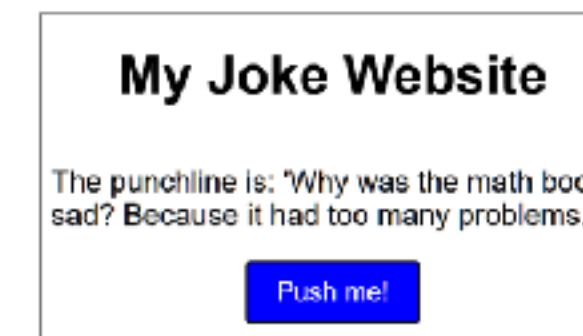 My Joke Website
The punchline is: "Why was the math boo
sad? Because it had too many problems.
Push me!